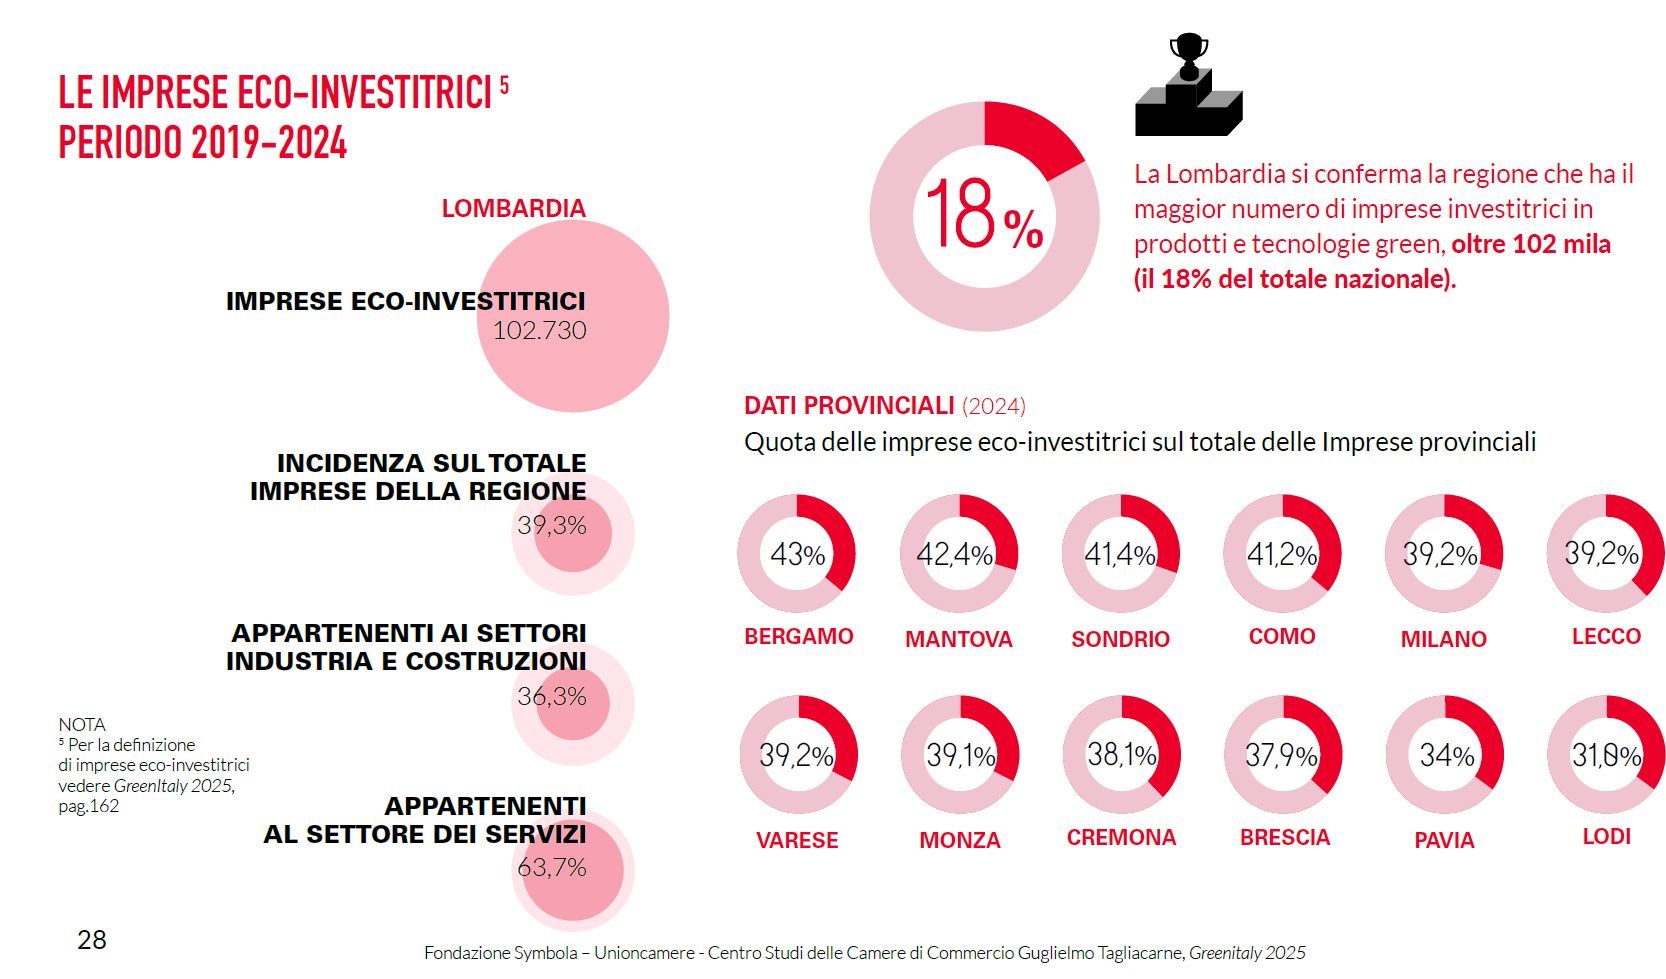 LE IMPRESE ECO-INVESTITRICI ⁵
PERIODO 2019-2024
LOMBARDIA
IMPRESE ECO-INVESTITRICI
102.730
INCIDENZA SUL TOTALE
IMPRESE DELLA REGIONE
39,3%
APPARTENENTI AI SETTORI
INDUSTRIA E COSTRUZIONI
36,3%
APPARTENENTI
AL SETTORE DEI SERVIZI
63,7%
NOTA
⁵ Per la definizione
di imprese eco-investitrici
vedere GreenItaly 2025,
pag.162
18%
La Lombardia si conferma la regione che ha il
maggior numero di imprese investitrici in
prodotti e tecnologie green, oltre 102 mila
(il 18% del totale nazionale).
DATI PROVINCIALI (2024)
Quota delle imprese eco-investitrici sul totale delle Imprese provinciali
43% 42,4% 41,4% 41,2% 39,2% 39,2%
BERGAMO MANTOVA SONDRIO COMO MILANO LECCO
39,2% 39,1% 38,1% 37,9% 34%
VARESE MONZA CREMONA BRESCIA PAVIA LODI
28
Fondazione Symbola – Unioncamere - Centro Studi delle Camere di Commercio Guglielmo Tagliacarne, Greenitaly 2025